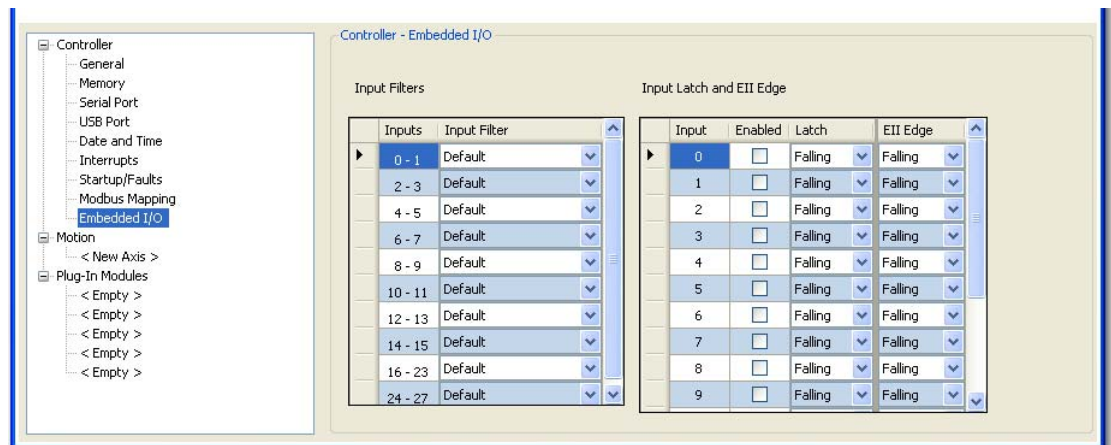 Controller
General
Memory
Serial Port
USB Port
Date and Time
Interrupts
Startup/Faults
Modbus Mapping
Embedded I/O
Motion
< New Axis >
Plug-In Modules
< Empty >
< Empty >
< Empty >
< Empty >
< Empty >
Controller - Embedded I/O
Input Filters
Inputs Input Filter
0 - 1 Default
2 - 3 Default
4 - 5 Default
6 - 7 Default
8 - 9 Default
10 - 11 Default
12 - 13 Default
14 - 15 Default
16 - 23 Default
24 - 27 Default
Input Latch and EII Edge
Input Enabled Latch EII Edge
0 Falling Falling
1 Falling Falling
2 Falling Falling
3 Falling Falling
4 Falling Falling
5 Falling Falling
6 Falling Falling
7 Falling Falling
8 Falling Falling
9 Falling Falling